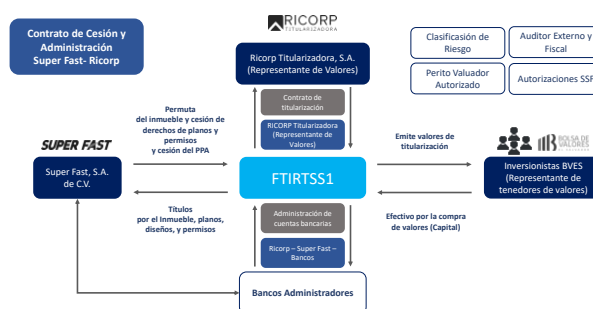 Contrato de Cesión y
Administración
Super Fast- Ricorp
RICORP
TITULARIZADORA
Ricorp Titularizadora, S.A.
(Representante de Valores)
Clasificasión de
Riesgo
Auditor Externo y
Fiscal
Perito Valuador
Autorizado
Autorizaciones SSF
Contrato de
titularización
RICORP Titularizadora
(Representante de
Valores)
Permuta
del inmueble y cesión de
derechos de planos y
permisos
y cesión del PPA
Emite valores de
titularización
SUPER FAST
BOLSA
DE VALORES
Super Fast, S.A.
de C.V.
FTIRTSS1
Inversionistas BVES
(Representante de
tenedores de valores)
Títulos
por el Inmueble, planos,
diseños, y permisos
Efectivo por la compra
de valores (Capital)
Administración de
cuentas bancarias
Ricorp – Super Fast –
Bancos
Bancos Administradores